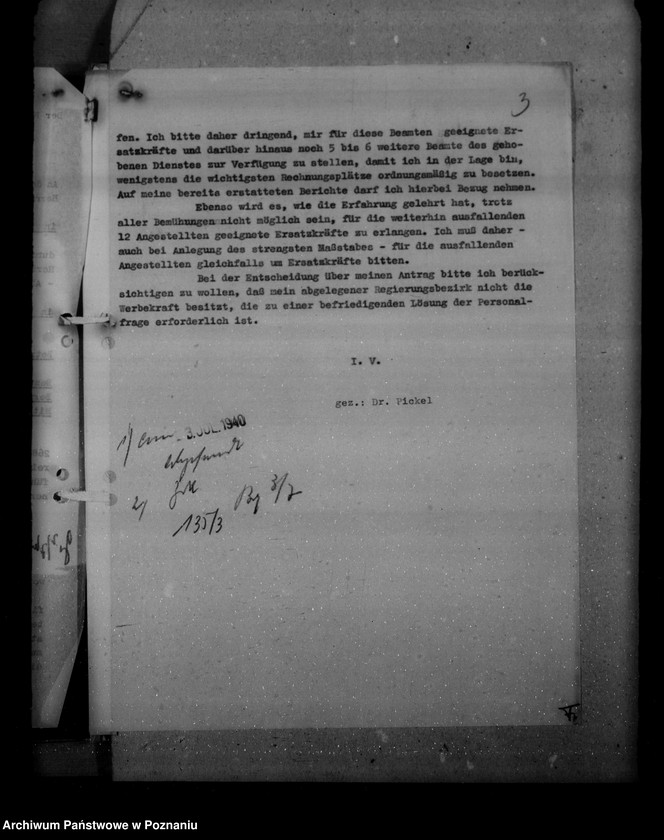 3
fen. Ich bitte daher dringend, mir für diese Beamten geeignete Er-
satzkräfte und darüber hinaus noch 5 bis 6 weitere Beamte des geho-
benen Dienstes zur Verfügung zu stellen, damit ich in der Lage bin,
wenigstens die wichtigsten Rechnungsplätze ordnungsmäßig zu besetzen.
Auf meine bereits erstatteten Berichte darf ich hierbei Bezug nehmen.
Ebenso wird es, wie die Erfahrung gelehrt hat, trotz
aller Bemühungen nicht möglich sein, für die weiterhin ausfallenden
12 Angestellten geeignete Ersatzkräfte zu erlangen. Ich muß daher -
auch bei Anlegung des strengsten Maßstabes - für die ausfallenden
Angestellten gleichfalls um Ersatzkräfte bitten.
Bei der Entscheidung über meinen Antrag bitte ich berück-
sichtigen zu wollen, daß mein abgelegener Regierungsbezirk nicht die
Werbekraft besitzt, die zu einer befriedigenden Lösung der Personal-
frage erforderlich ist.
I. V.
gez.: Dr. Pickel
1/ - 3. JUL. 1940
2/
135/3
Archiwum Państwowe w Poznaniu